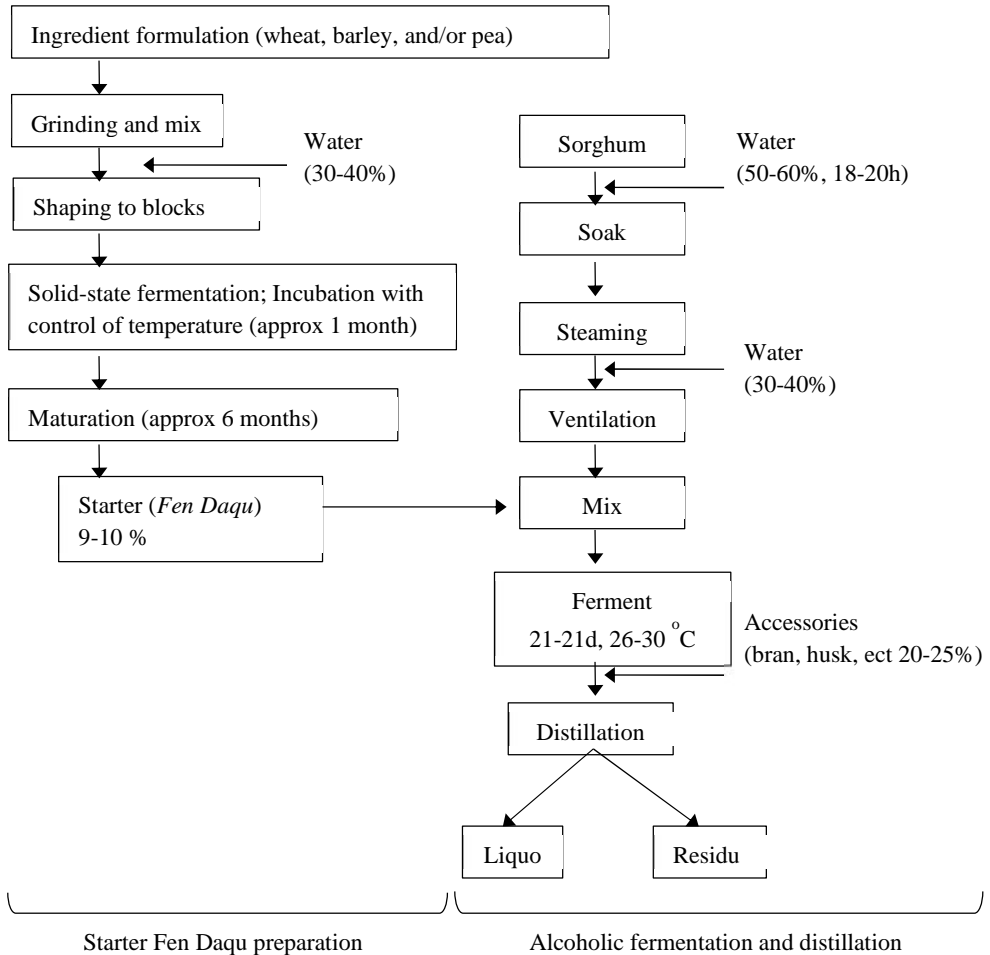 Ingredient formulation (wheat, barley, and/or pea)
Grinding and mix
Water
(30-40%)
Shaping to blocks
Solid-state fermentation; Incubation with
control of temperature (approx 1 month)
Maturation (approx 6 months)
Starter (Fen Daqu)
9-10 %
Sorghum
Water
(50-60%, 18-20h)
Soak
Steaming
Water
(30-40%)
Ventilation
Mix
Ferment
21-21d, 26-30 °C
Accessories
(bran, husk, ect 20-25%)
Distillation
Liquo
Residu
Starter Fen Daqu preparation
Alcoholic fermentation and distillation